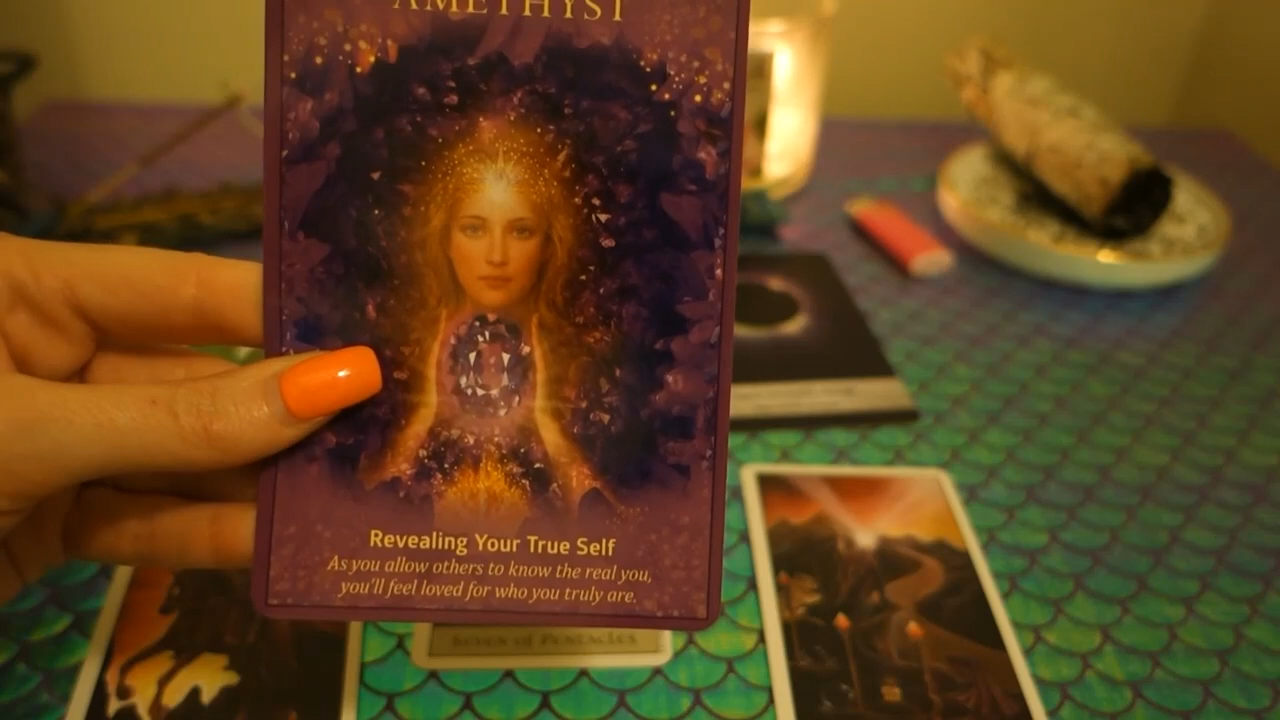 AMETHYST
Revealing Your True Self
As you allow others to know the real you,
you'll feel loved for who you truly are.
Seven of Pentacles